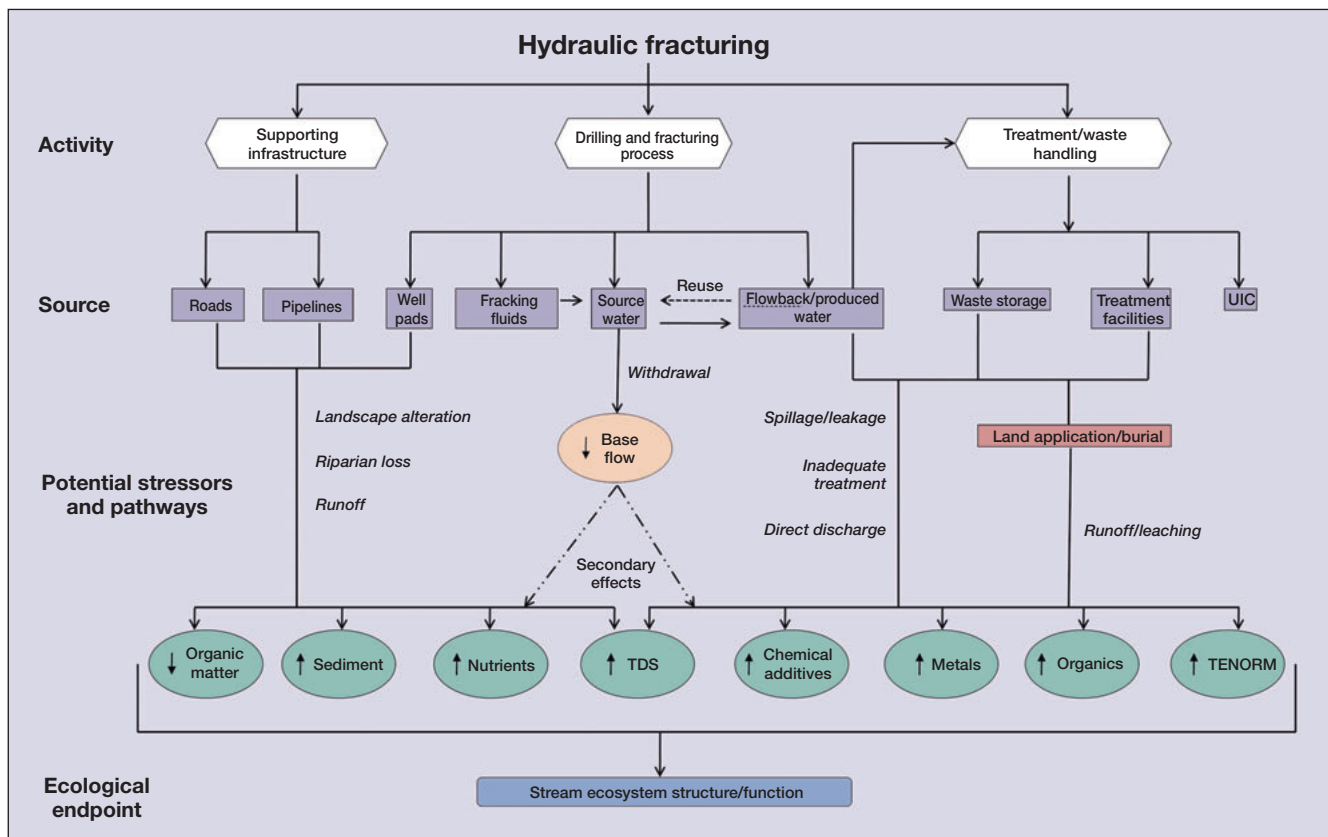 Hydraulic fracturing
Activity
Supporting
infrastructure
Drilling and fracturing
process
Treatment/waste
handling
Source
Roads
Pipelines
Well
pads
Fracking
fluids
Source
water
Reuse
Flowback/produced
water
Waste storage
Treatment
facilities
UIC
Withdrawal
Landscape alteration
Riparian loss
Runoff
↓ Base
flow
Spillage/leakage
Inadequate
treatment
Direct discharge
Land application/burial
Runoff/leaching
Potential stressors
and pathways
Secondary
effects
↓ Organic
matter
↑ Sediment
↑ Nutrients
↑ TDS
↑ Chemical
additives
↑ Metals
↑ Organics
↑ TENORM
Ecological
endpoint
Stream ecosystem structure/function